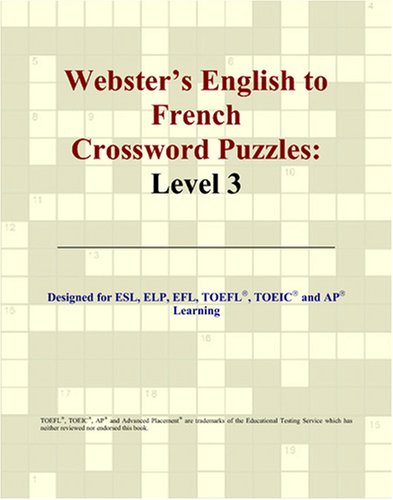 Webster's English to
French
Crossword Puzzles:
Level 3
Designed for ESL, ELP, EFL, TOEFL®, TOEIC® and AP®
Learning
TOEFL®, TOEIC®, AP® and Advanced Placement® are trademarks of the Educational Testing Service which has
neither reviewed nor endorsed this book.